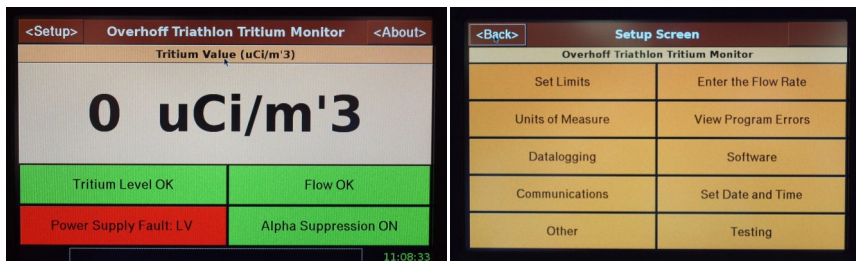 <Setup> Overhoff Triathlon Tritium Monitor <About>
Tritium Value (uCi/m'3)
0 uCi/m'3
Tritium Level OK Flow OK
Power Supply Fault: LV Alpha Suppression ON
11:08:33
<Back> Setup Screen
Overhoff Triathlon Tritium Monitor
Set Limits Enter the Flow Rate
Units of Measure View Program Errors
Datalogging Software
Communications Set Date and Time
Other Testing